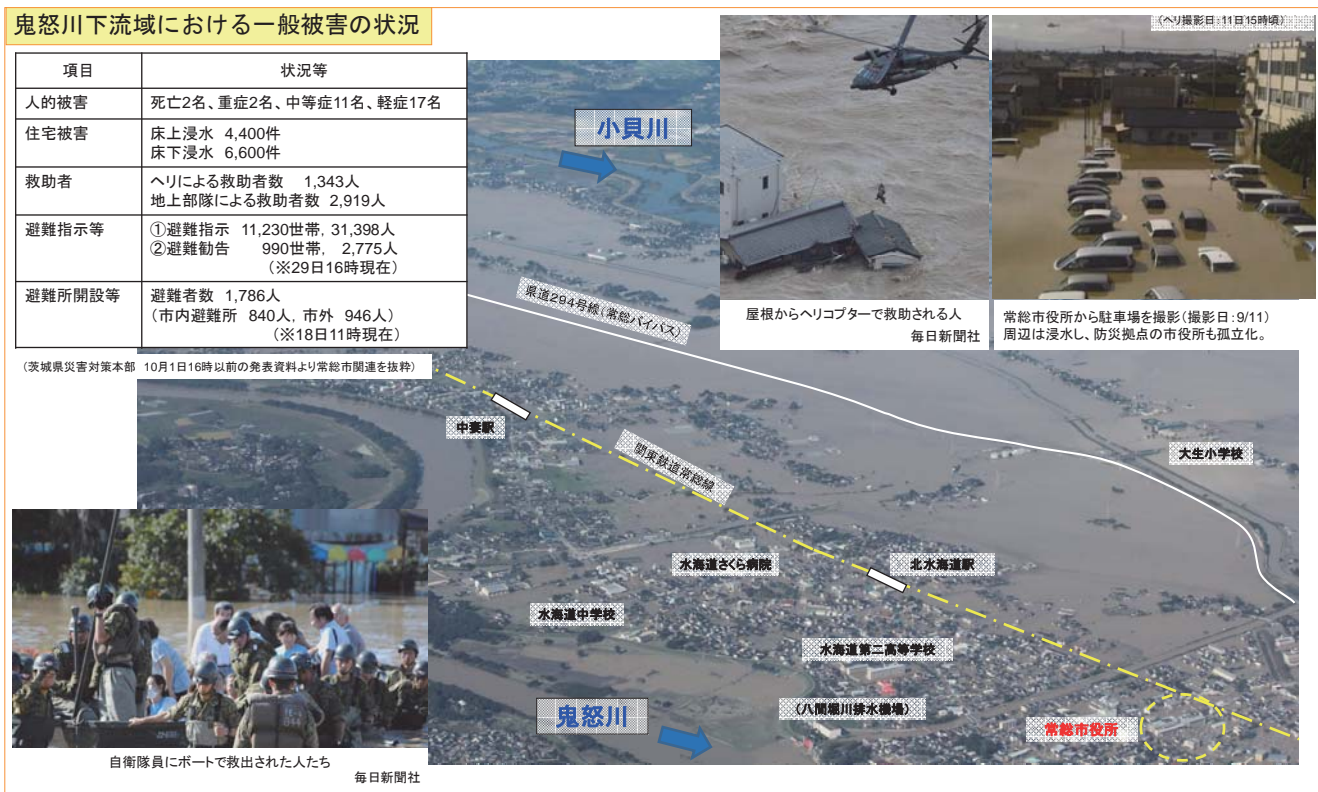 鬼怒川下流域における一般被害の状況
項目 状況等
人的被害 死亡2名、重症2名、中等症11名、軽症17名
住宅被害 床上浸水 4,400件
床下浸水 6,600件
救助者 ヘリによる救助者数 1,343人
地上部隊による救助者数 2,919人
避難指示等 ①避難指示 11,230世帯, 31,398人
②避難勧告 990世帯, 2,775人
(※29日16時現在)
避難所開設等 避難者数 1,786人
(市内避難所 840人, 市外 946人)
(※18日11時現在)
(茨城県災害対策本部 10月1日16時以前の発表資料より常総市関連を抜粋)
小貝川
屋根からヘリコプターで救助される人
毎日新聞社
(ヘリ撮影日:11日15時頃)
常総市役所から駐車場を撮影(撮影日:9/11)
周辺は浸水し、防災拠点の市役所も孤立化。
県道294号線(常総バイパス)
中妻駅
関東鉄道常総線
大生小学校
水海道さくら病院
北水海道駅
水海道中学校
水海道第二高等学校
鬼怒川
(八間堀川排水機場)
常総市役所
自衛隊員にボートで救出された人たち
毎日新聞社